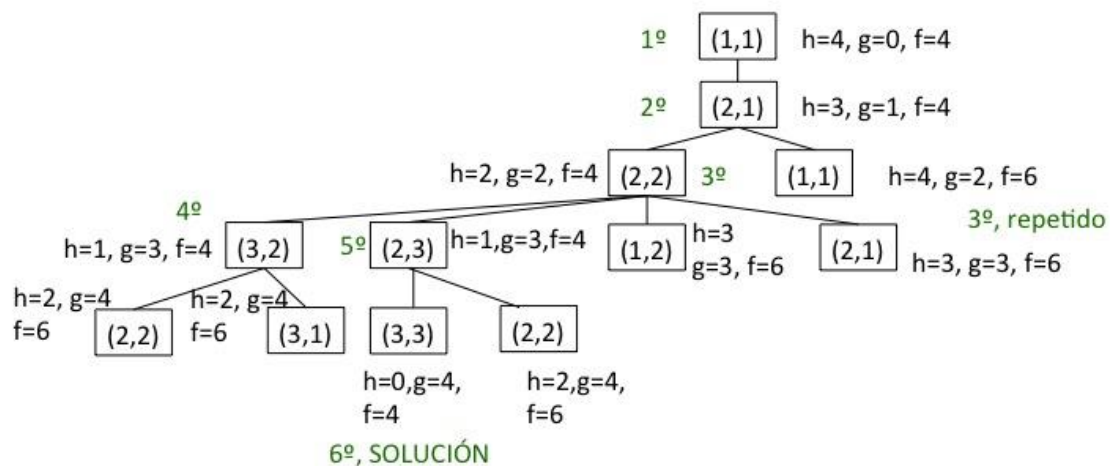 1º (1,1) h=4, g=0, f=4
2º (2,1) h=3, g=1, f=4
h=2, g=2, f=4 (2,2) 3º (1,1) h=4, g=2, f=6
4º 3º, repetido
h=1, g=3, f=4 (3,2) 5º (2,3) h=1,g=3,f=4 (1,2) h=3
g=3, f=6 (2,1) h=3, g=3, f=6
h=2, g=4
f=6 (2,2) h=2, g=4
f=6 (3,1) (3,3) (2,2)
h=0,g=4,
f=4
h=2,g=4,
f=6
6º, SOLUCIÓN